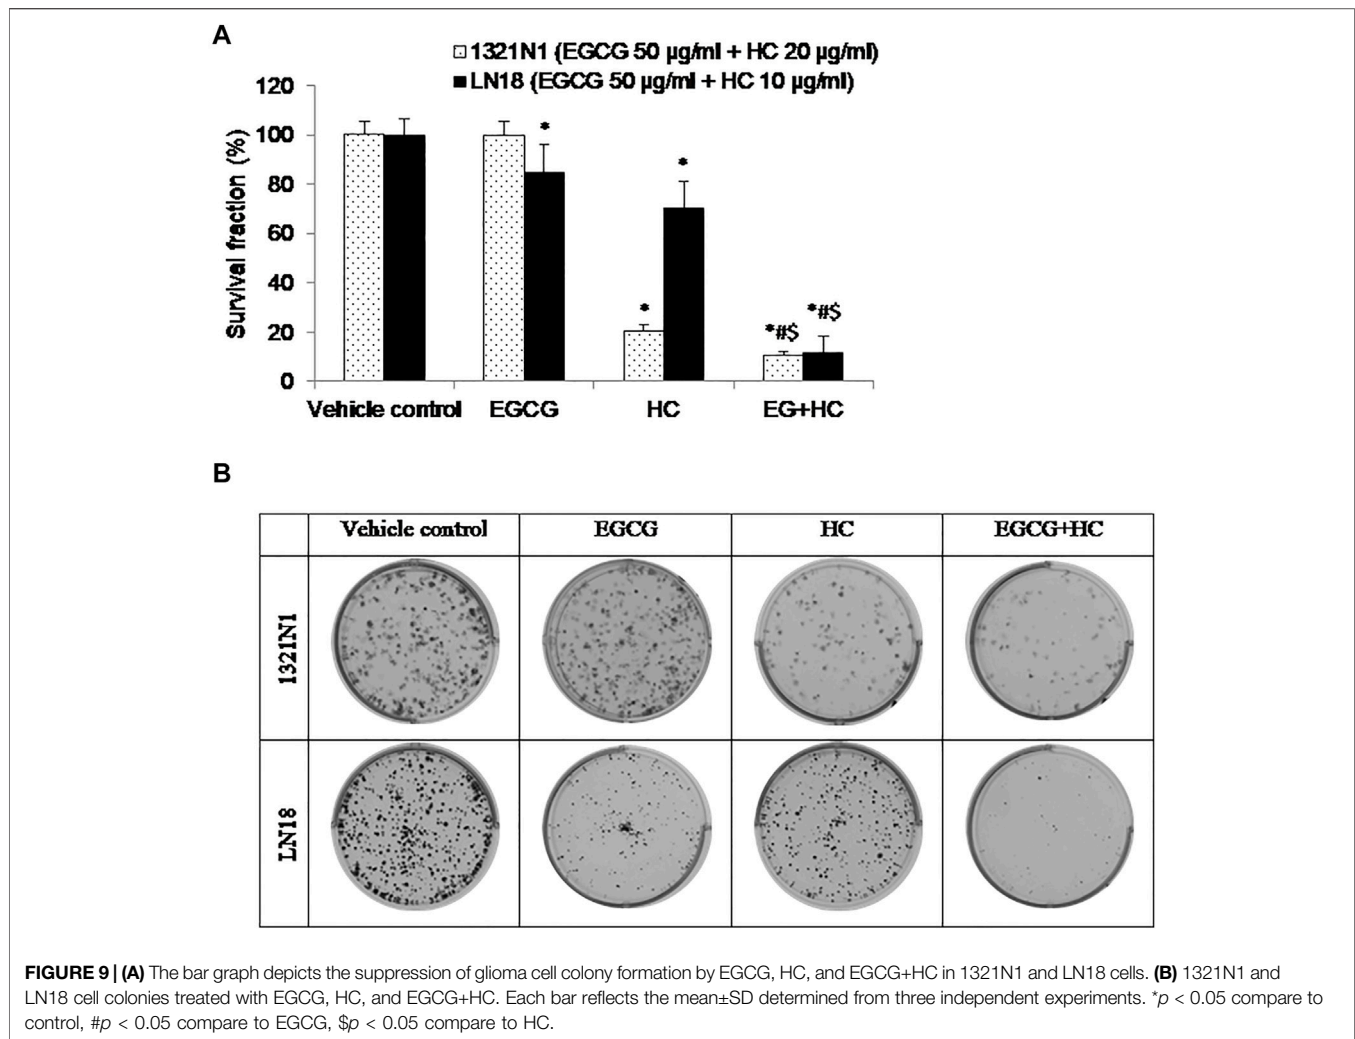 A
1321N1 (EGCG 50 µg/ml + HC 20 µg/ml)
LN18 (EGCG 50 µg/ml + HC 10 µg/ml)
120
100
80
60
40
20
0
Survival fraction (%)
*
*
*
*#$
*#$
Vehicle control EGCG HC EG+HC
B
Vehicle control EGCG HC EGCG+HC
1321N1
LN18
FIGURE 9 | (A) The bar graph depicts the suppression of glioma cell colony formation by EGCG, HC, and EGCG+HC in 1321N1 and LN18 cells. (B) 1321N1 and
LN18 cell colonies treated with EGCG, HC, and EGCG+HC. Each bar reflects the mean±SD determined from three independent experiments. *p < 0.05 compare to
control, #p < 0.05 compare to EGCG, $p < 0.05 compare to HC.